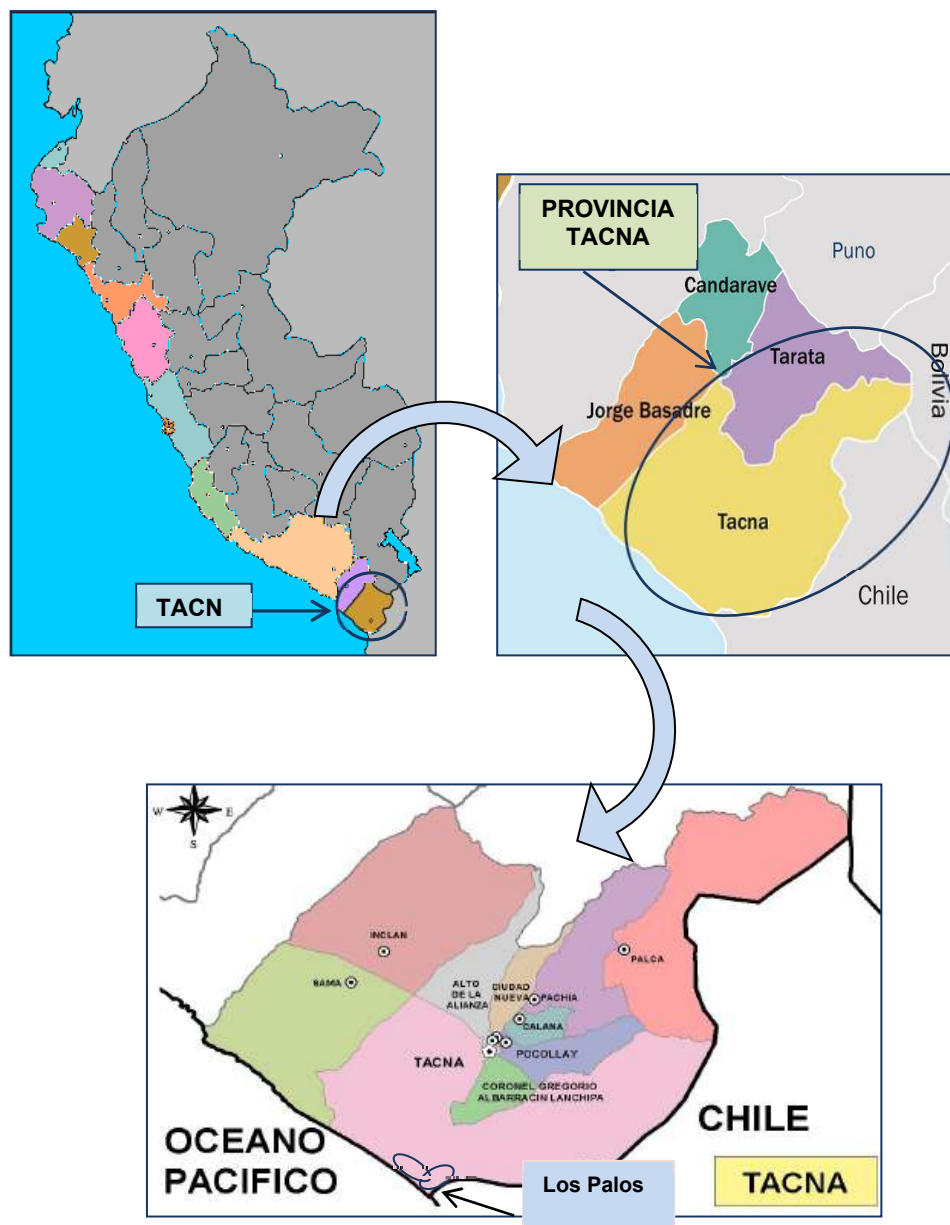 PROVINCIA
TACNA
Puno
Candarave
Tarata
Bolivia
Jorge Basadre
Tacna
Chile
TACN
W E
S
INCLAN
SAMA
ALTO
DE LA
ALIANZA
CIUDAD
NUEVA
PACHIA
PALCA
CALANA
POCOLLAY
TACNA
CORONEL GREGORIO
ALBARRACIN LANCHIPA
OCEANO
PACIFICO
CHILE
Los Palos
TACNA